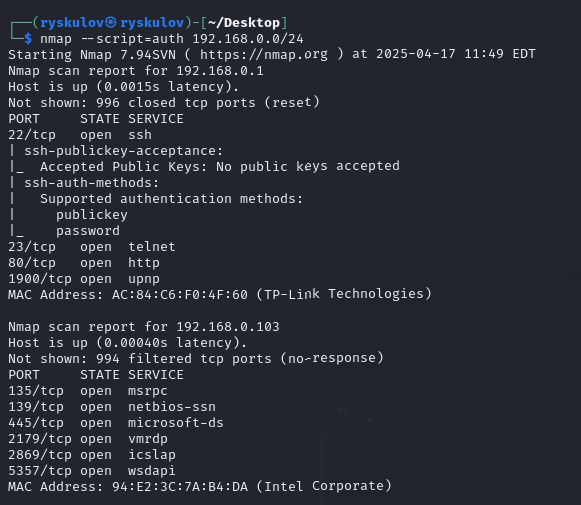 ┌──(ryskulov㉿ryskulov)-[~/Desktop]
└─$ nmap --script=auth 192.168.0.0/24
Starting Nmap 7.94SVN ( https://nmap.org ) at 2025-04-17 11:49 EDT
Nmap scan report for 192.168.0.1
Host is up (0.0015s latency).
Not shown: 996 closed tcp ports (reset)
PORT     STATE SERVICE
22/tcp   open  ssh
| ssh-publickey-acceptance:
|_  Accepted Public Keys: No public keys accepted
| ssh-auth-methods:
|   Supported authentication methods:
|     publickey
|_    password
23/tcp   open  telnet
80/tcp   open  http
1900/tcp open  upnp
MAC Address: AC:84:C6:F0:4F:60 (TP-Link Technologies)

Nmap scan report for 192.168.0.103
Host is up (0.00040s latency).
Not shown: 994 filtered tcp ports (no-response)
PORT     STATE SERVICE
135/tcp  open  msrpc
139/tcp  open  netbios-ssn
445/tcp  open  microsoft-ds
2179/tcp open  vmrdp
2869/tcp open  icslap
5357/tcp open  wsdapi
MAC Address: 94:E2:3C:7A:B4:DA (Intel Corporate)